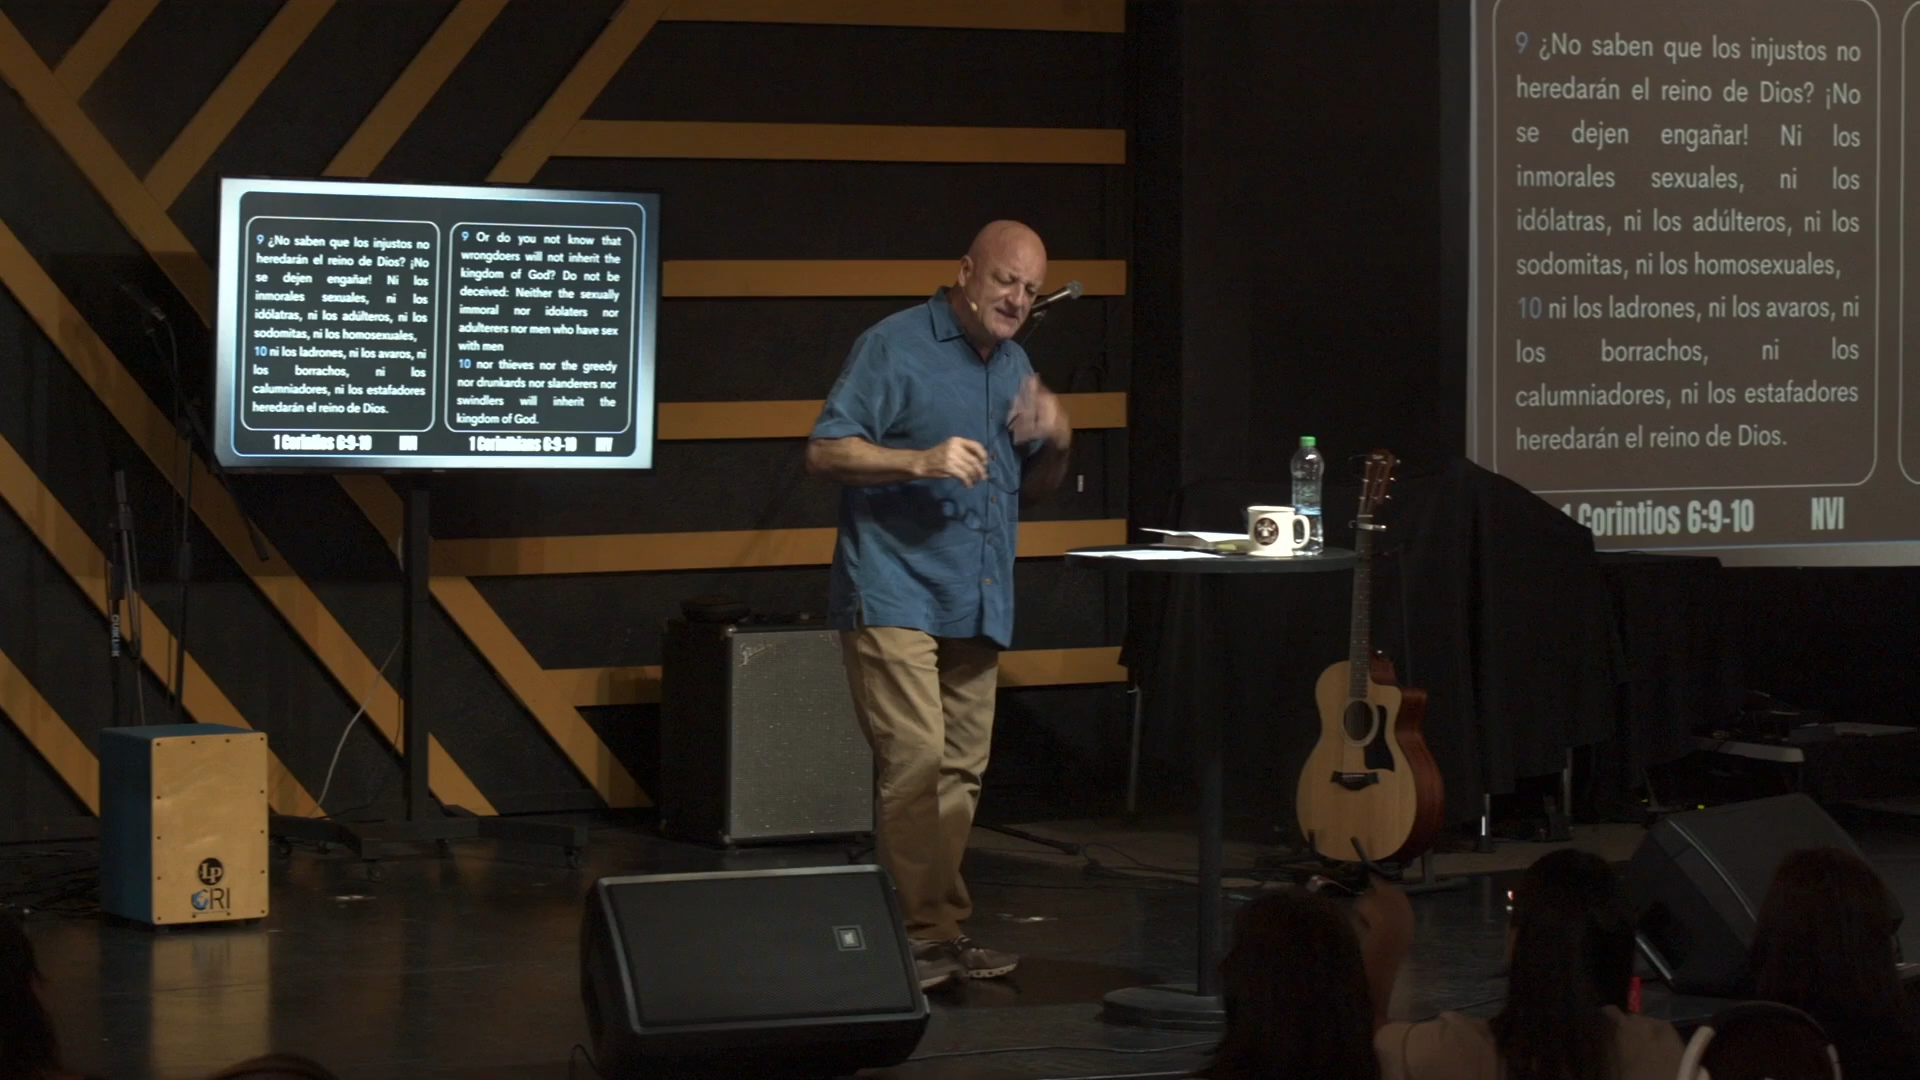 9 ¿No saben que los injustos no
heredarán el reino de Dios? ¡No
se dejen engañar! Ni los
inmorales sexuales, ni los
idólatras, ni los adúlteros, ni los
sodomitas, ni los homosexuales,
10 ni los ladrones, ni los avaros, ni
los borrachos, ni los
calumniadores, ni los estafadores
heredarán el reino de Dios.
1 Corintios 6:9-10 NVI
9 Or do you not know that
wrongdoers will not inherit the
kingdom of God? Do not be
deceived: Neither the sexually
immoral nor idolaters nor
adulterers nor men who have sex
with men
10 nor thieves nor the greedy
nor drunkards nor slanderers nor
swindlers will inherit the
kingdom of God.
1 Corinthians 6:9-10 NIV
9 ¿No saben que los injustos no
heredarán el reino de Dios? ¡No
se dejen engañar! Ni los
inmorales sexuales, ni los
idólatras, ni los adúlteros, ni los
sodomitas, ni los homosexuales,
10 ni los ladrones, ni los avaros, ni
los borrachos, ni los
calumniadores, ni los estafadores
heredarán el reino de Dios.
1 Corintios 6:9-10 NVI
Fender
LP
CRI
JBL